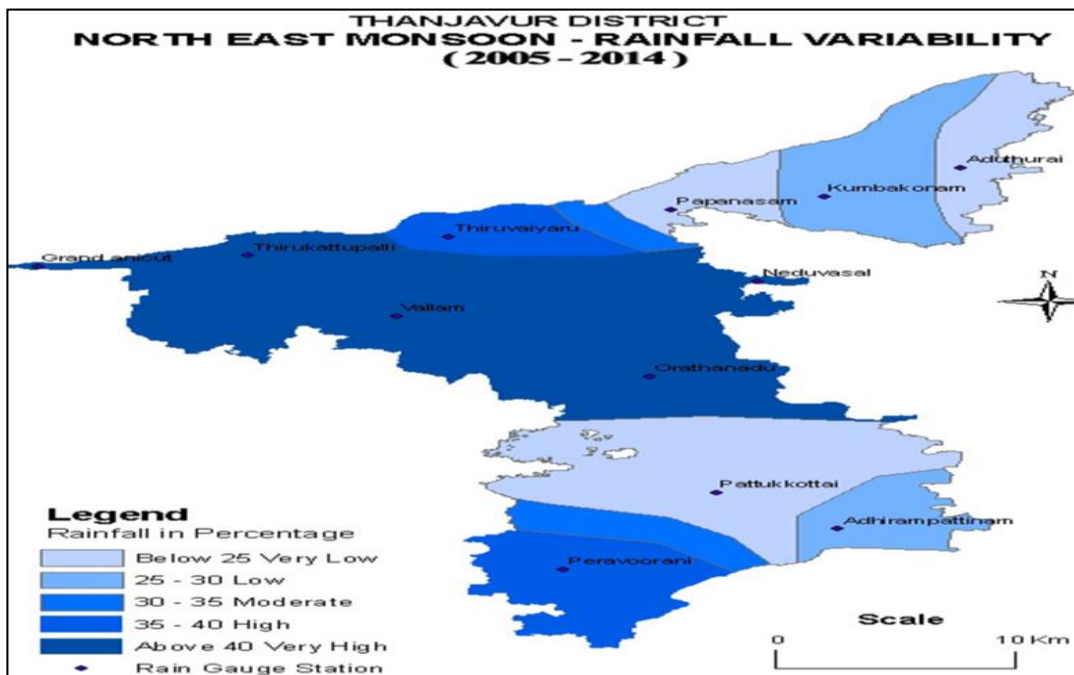 THANJAVUR DISTRICT
NORTH EAST MONSOON - RAINFALL VARIABILITY
( 2005 - 2014 )
Aduthurai
Kumbakonam
Papanasam
Thiruvaiyaru
Thirukattupalli
Grand anicut
Neduvasal
N
Vallam
Orathanadu
Pattukkottai
Adhirampattinam
Peravoorani
Legend
Rainfall in Percentage
Below 25 Very Low
25 - 30 Low
30 - 35 Moderate
35 - 40 High
Above 40 Very High
Rain Gauge Station
Scale
0 10 Km